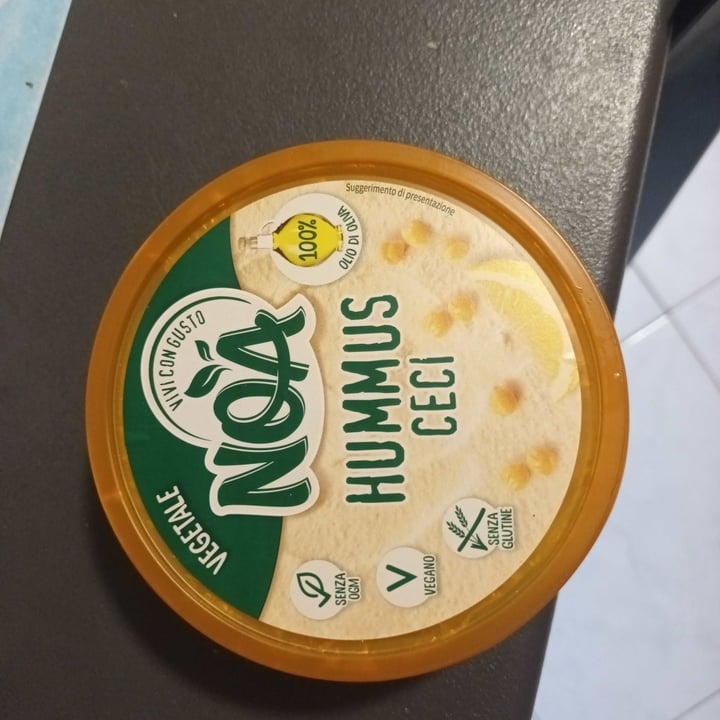 VEGETALE
VIVI CON GUSTO
NOA
100%
OLIO DI OLIVA
HUMMUS
CECI
Suggerimento di presentazione
SENZA
OGM
VEGANO
SENZA
GLUTINE